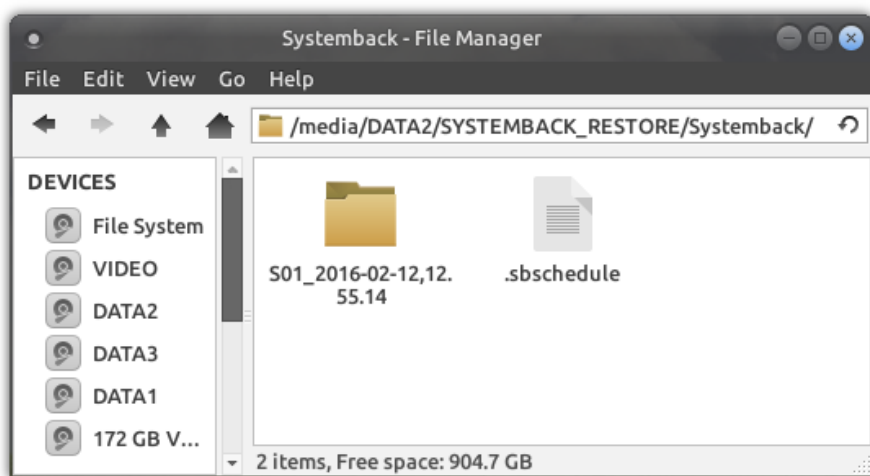 Systemback - File Manager
File Edit View Go Help
/media/DATA2/SYSTEMBACK_RESTORE/Systemback/
DEVICES
File System
VIDEO
DATA2
DATA3
DATA1
172 GB V...
S01_2016-02-12,12.
55.14
.sbschedule
2 items, Free space: 904.7 GB